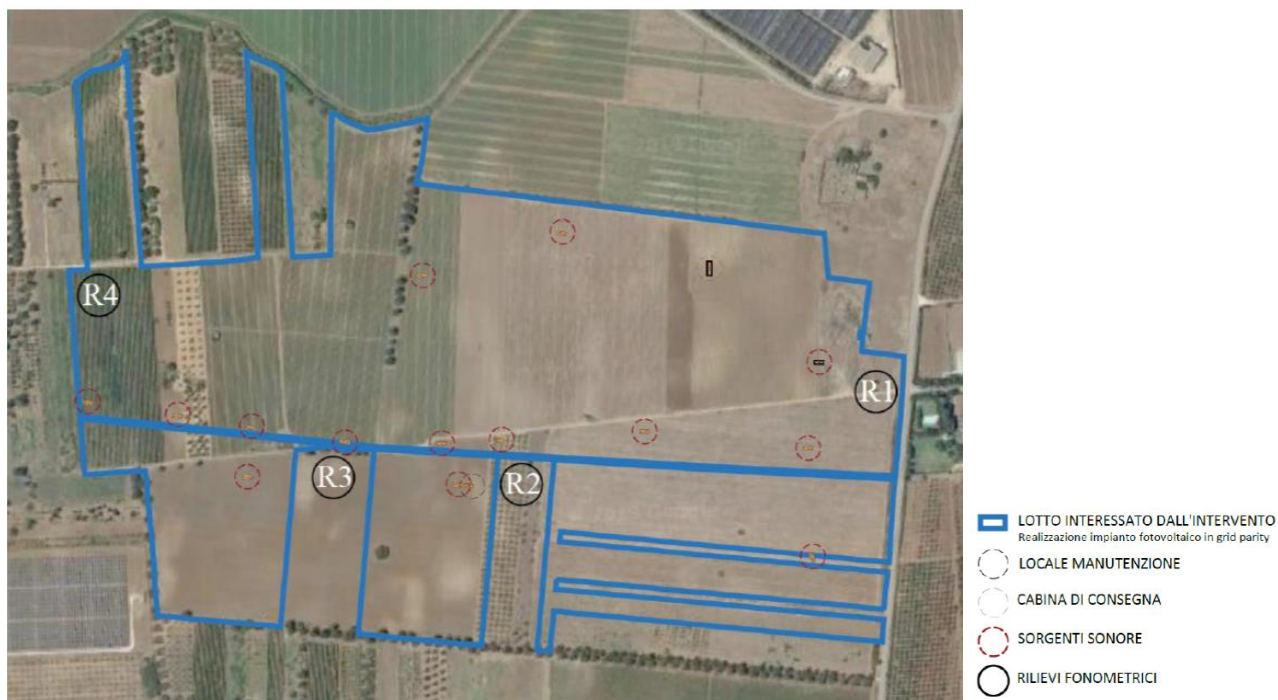 R4
R1
R3
R2
LOTTO INTERESSATO DALL'INTERVENTO
Realizzazione impianto fotovoltaico in grid parity
LOCALE MANUTENZIONE
CABINA DI CONSEGNA
SORGENTI SONORE
RILIEVI FONOMETRICI